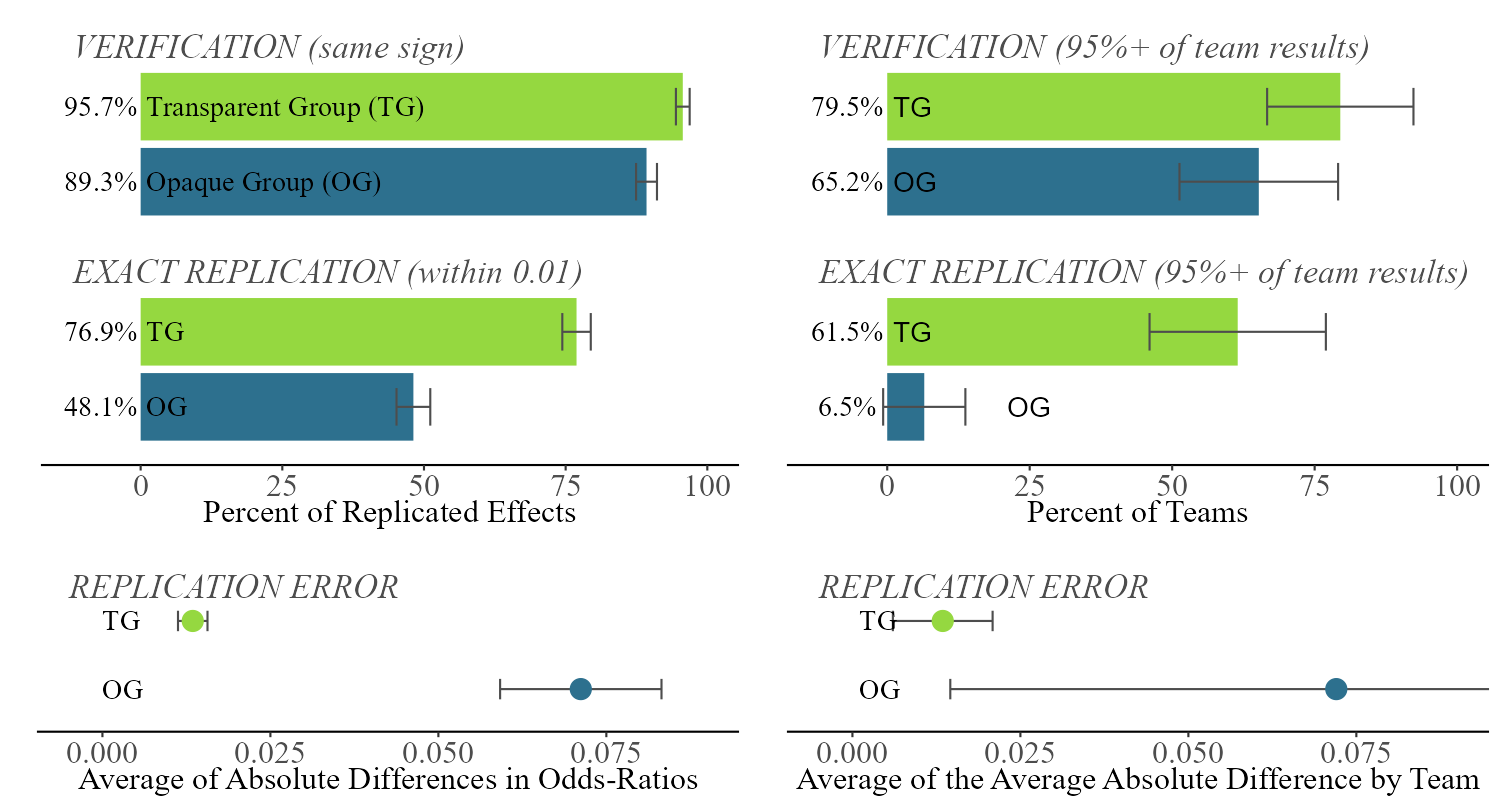 VERIFICATION (same sign)
95.7% Transparent Group (TG)
89.3% Opaque Group (OG)
EXACT REPLICATION (within 0.01)
76.9% TG
48.1% OG
0 25 50 75 100
Percent of Replicated Effects
VERIFICATION (95%+ of team results)
79.5% TG
65.2% OG
EXACT REPLICATION (95%+ of team results)
61.5% TG
6.5% OG
0 25 50 75 100
Percent of Teams
REPLICATION ERROR
TG
OG
0.000 0.025 0.050 0.075
Average of Absolute Differences in Odds-Ratios
REPLICATION ERROR
TG
OG
0.000 0.025 0.050 0.075
Average of the Average Absolute Difference by Team